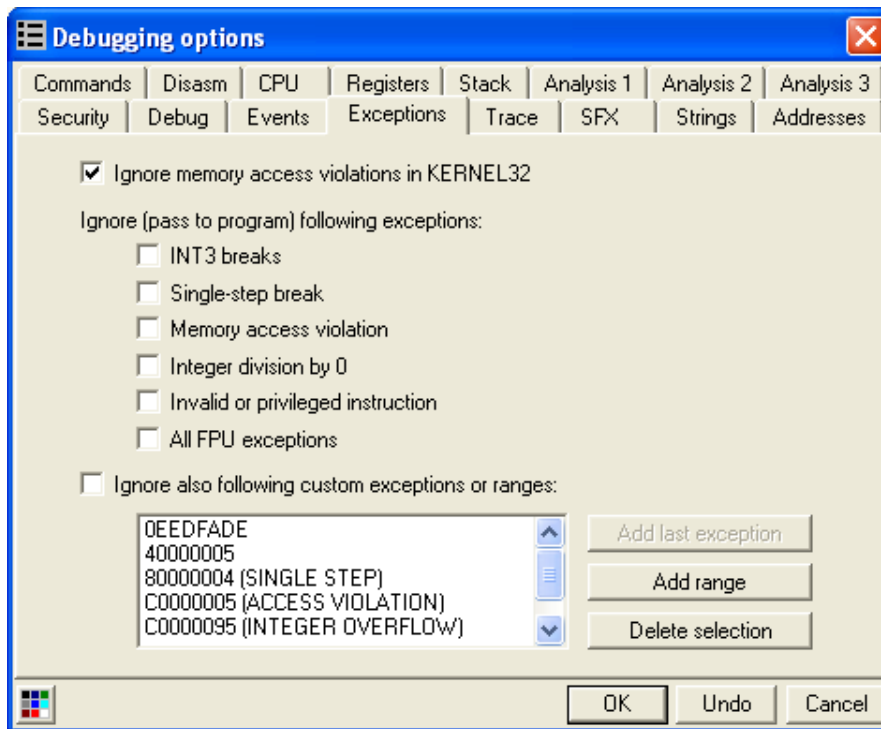 Debugging options
Commands Disasm CPU Registers Stack Analysis 1 Analysis 2 Analysis 3
Security Debug Events Exceptions Trace SFX Strings Addresses
Ignore memory access violations in KERNEL32
Ignore (pass to program) following exceptions:
INT3 breaks
Single-step break
Memory access violation
Integer division by 0
Invalid or privileged instruction
All FPU exceptions
Ignore also following custom exceptions or ranges:
0EEDFADE
40000005
80000004 (SINGLE STEP)
C0000005 (ACCESS VIOLATION)
C0000095 (INTEGER OVERFLOW)
Add last exception
Add range
Delete selection
OK Undo Cancel